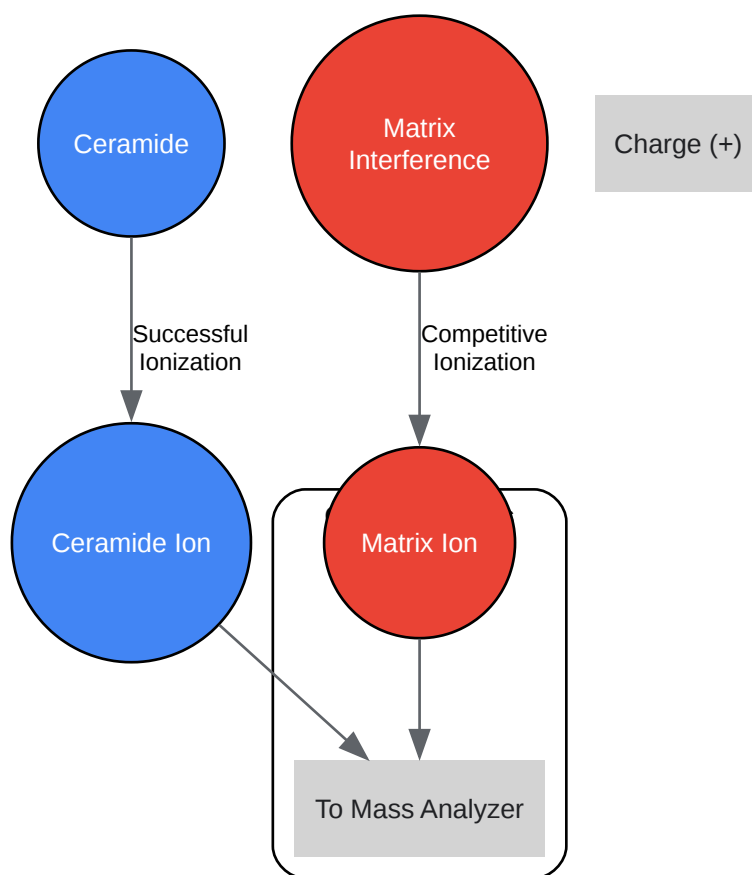 Ceramide
Matrix
Interference
Charge (+)
Successful
Ionization
Competitive
Ionization
Ceramide Ion
Matrix Ion
To Mass Analyzer